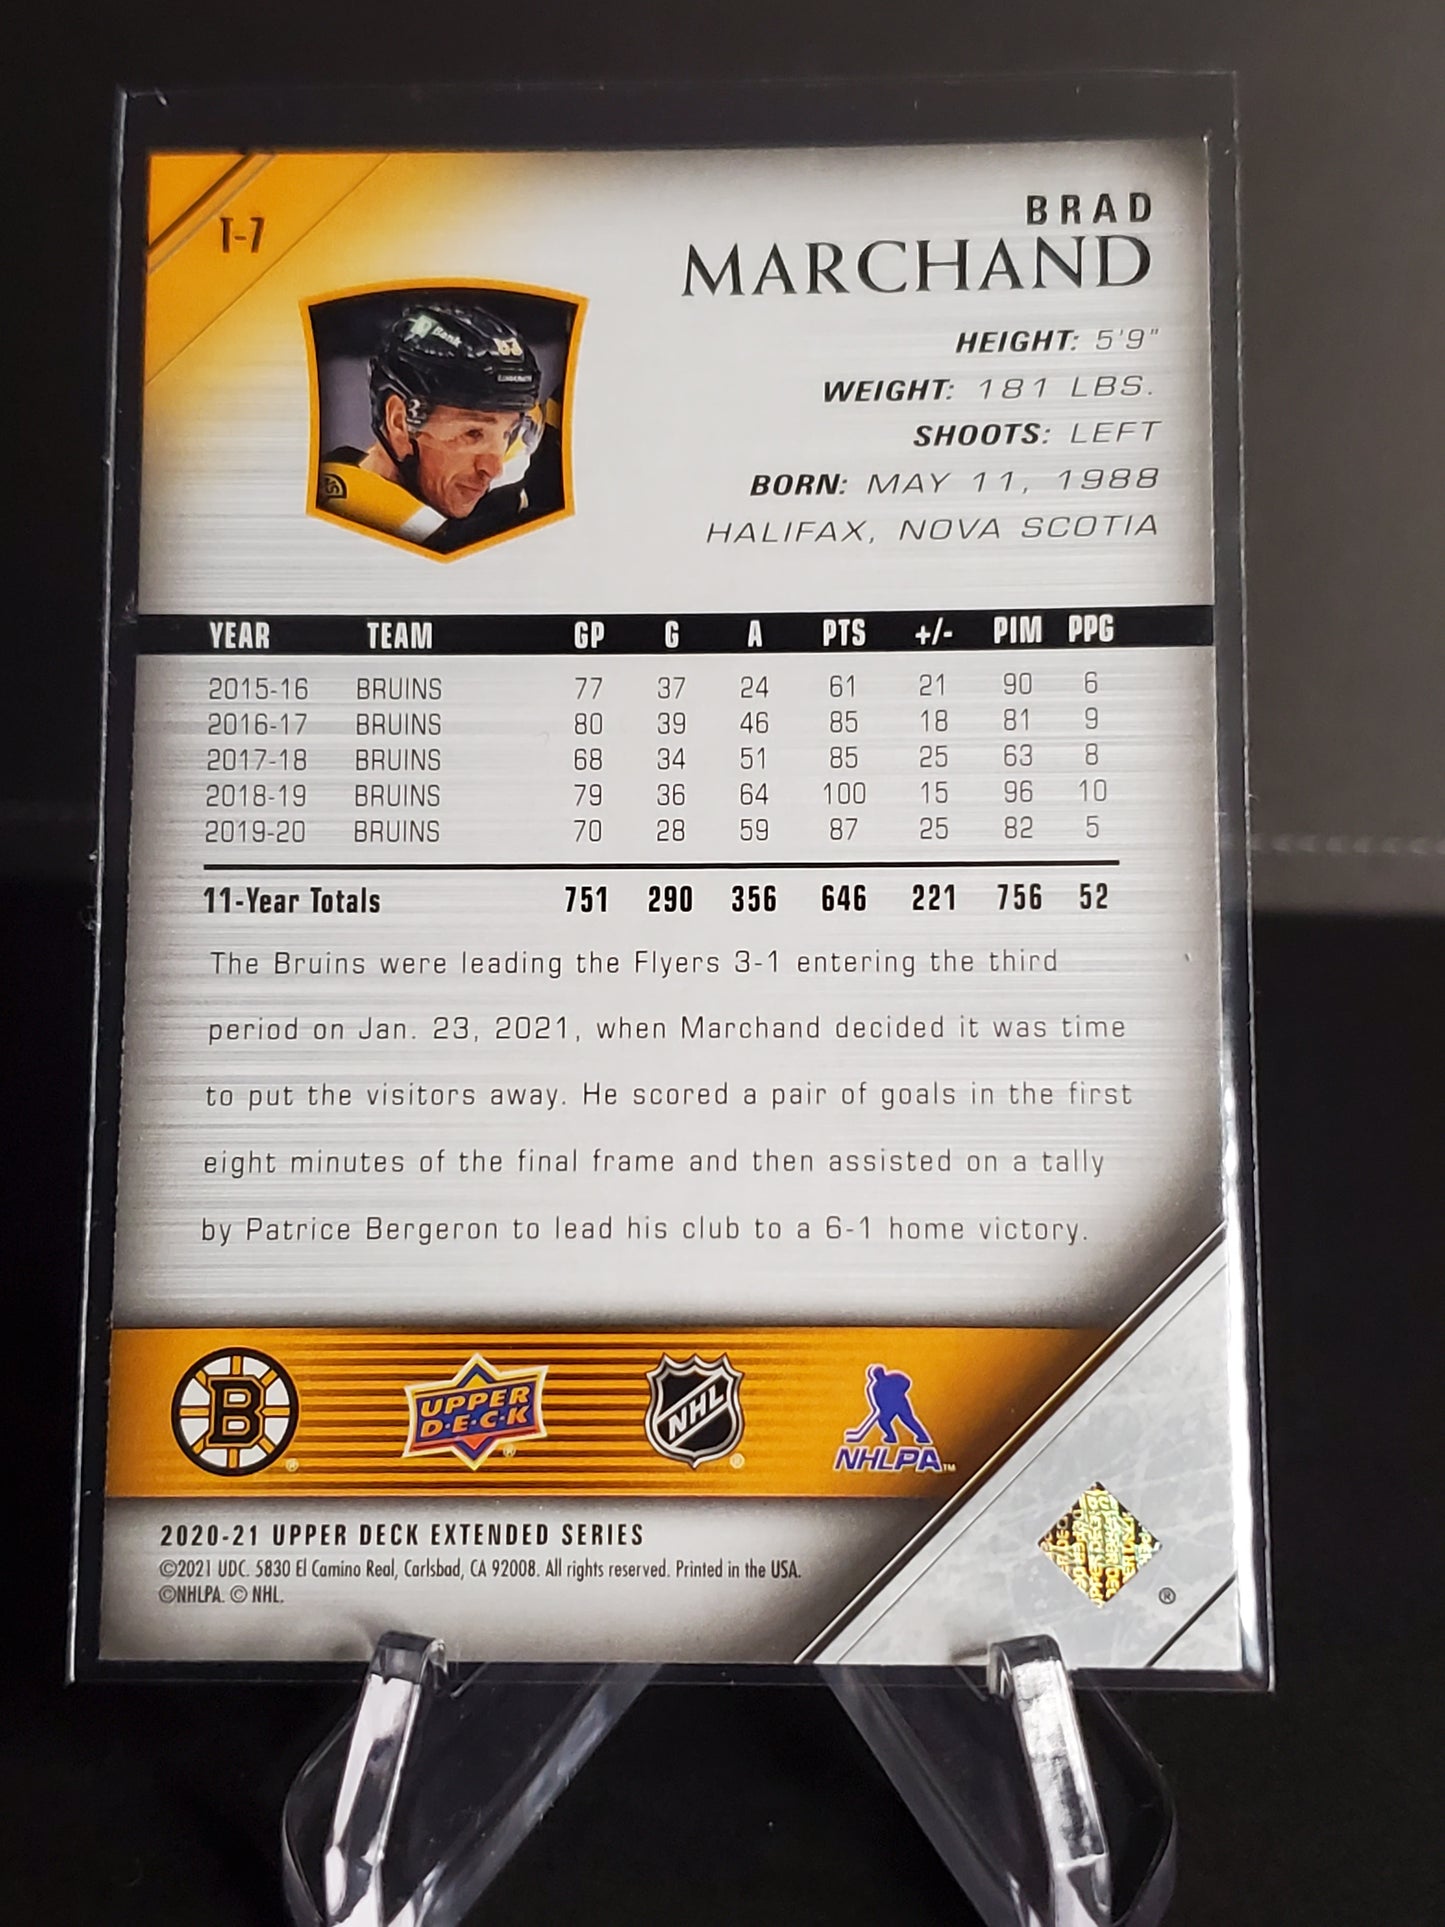 T-7
BRAD
MARCHAND
HEIGHT: 5'9"
WEIGHT: 181 LBS.
SHOOTS: LEFT
BORN: MAY 11, 1988
HALIFAX, NOVA SCOTIA
YEAR TEAM GP G A PTS +/- PIM PPG
2015-16 BRUINS 77 37 24 61 21 90 6
2016-17 BRUINS 80 39 46 85 18 81 9
2017-18 BRUINS 68 34 51 85 25 63 8
2018-19 BRUINS 79 36 64 100 15 96 10
2019-20 BRUINS 70 28 59 87 25 82 5
11-Year Totals 751 290 356 646 221 756 52
The Bruins were leading the Flyers 3-1 entering the third
period on Jan. 23, 2021, when Marchand decided it was time
to put the visitors away. He scored a pair of goals in the first
eight minutes of the final frame and then assisted on a tally
by Patrice Bergeron to lead his club to a 6-1 home victory.
B ®
UPPER
D·E·C·K ®
NHL ®
NHLPA™
2020-21 UPPER DECK EXTENDED SERIES
©2021 UDC. 5830 El Camino Real, Carlsbad, CA 92008. All rights reserved. Printed in the USA.
©NHLPA. © NHL.
®